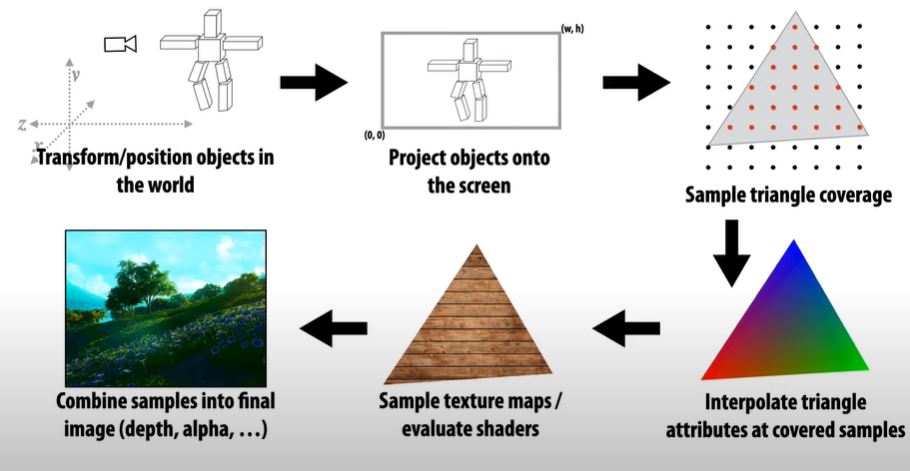 y
z
x
Transform/position objects in
the world
(w, h)
(0, 0)
Project objects onto
the screen
Sample triangle coverage
Interpolate triangle
attributes at covered samples
Sample texture maps /
evaluate shaders
Combine samples into final
image (depth, alpha, …)